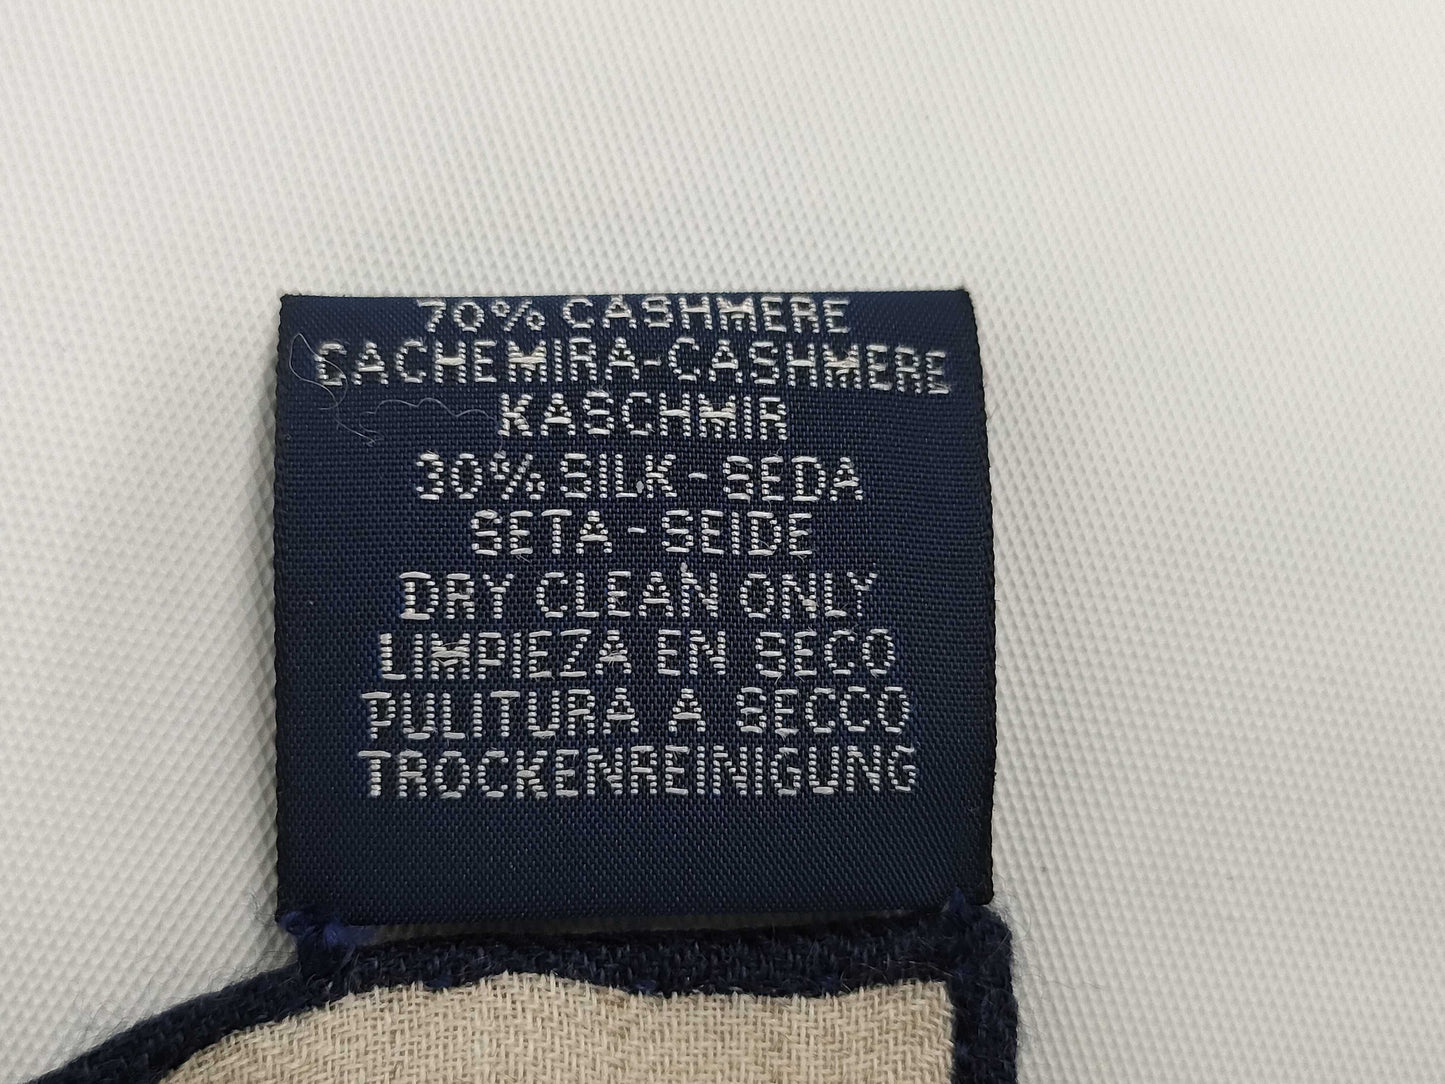 70% CASHMERE
CACHEMIRA-CASHMERE
KASCHMIR
30% SILK - SEDA
SETA - SEIDE
DRY CLEAN ONLY
LIMPIEZA EN SECO
PULITURA A SECCO
TROCKENREINIGUNG